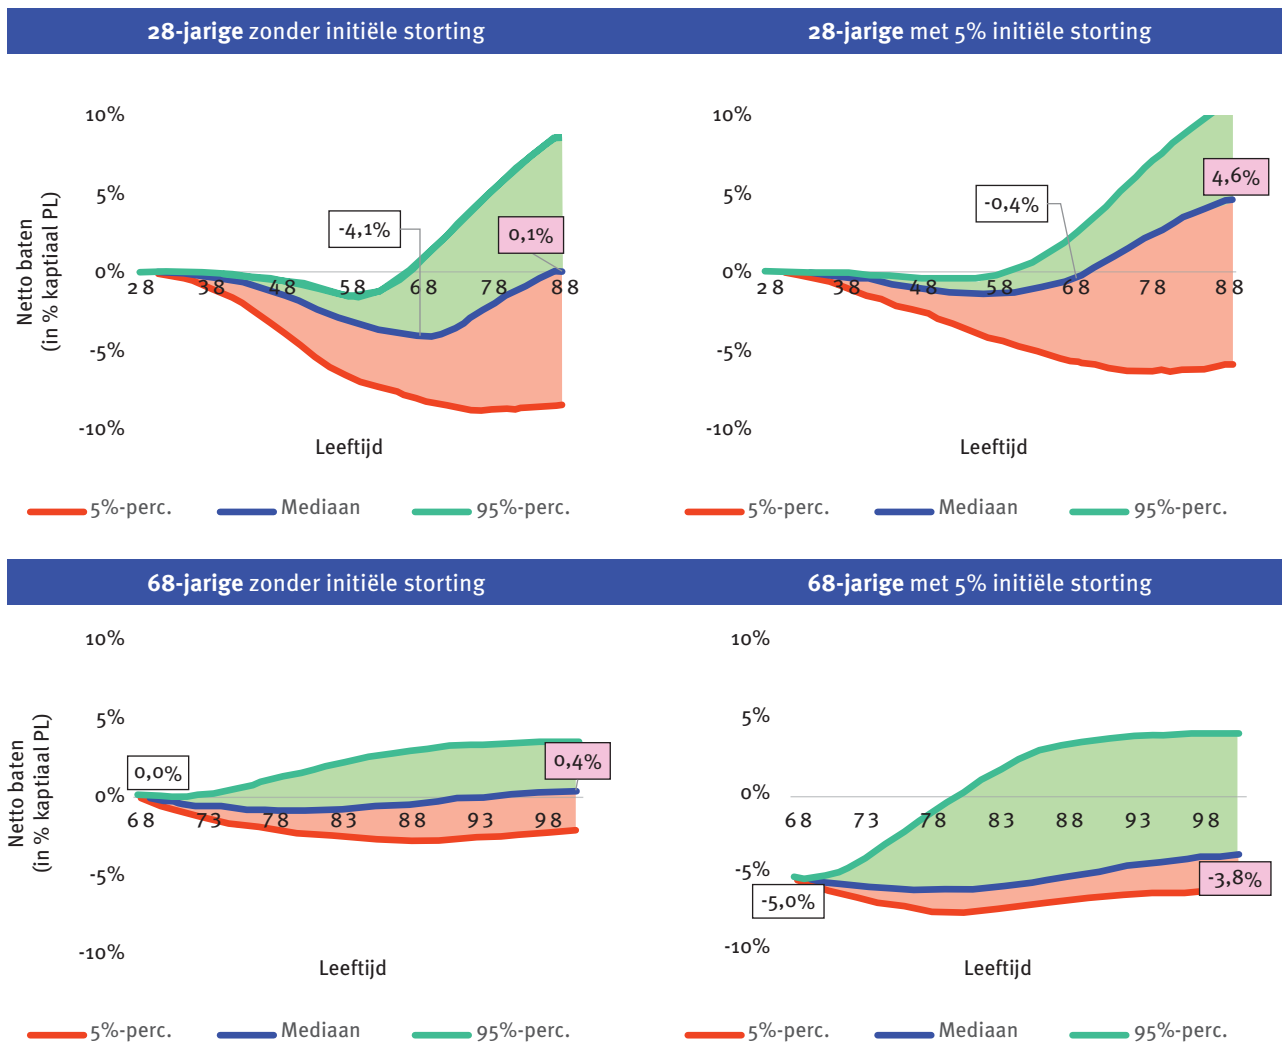 28-jarige zonder initiële storting
28-jarige met 5% initiële storting
Netto baten
(in % kaptiaal PL)
10%
5%
0%
-5%
-10%
28 38 48 58 68 78 88
-4,1%
0,1%
Leeftijd
5%-perc. Mediaan 95%-perc.
10%
5%
0%
-5%
-10%
28 38 48 58 68 78 88
-0,4%
4,6%
Leeftijd
5%-perc. Mediaan 95%-perc.
68-jarige zonder initiële storting
68-jarige met 5% initiële storting
Netto baten
(in % kaptiaal PL)
10%
5%
0%
-5%
-10%
68 73 78 83 88 93 98
0,0%
0,4%
Leeftijd
5%-perc. Mediaan 95%-perc.
10%
5%
0%
-5%
-10%
68 73 78 83 88 93 98
-5,0%
-3,8%
Leeftijd
5%-perc. Mediaan 95%-perc.